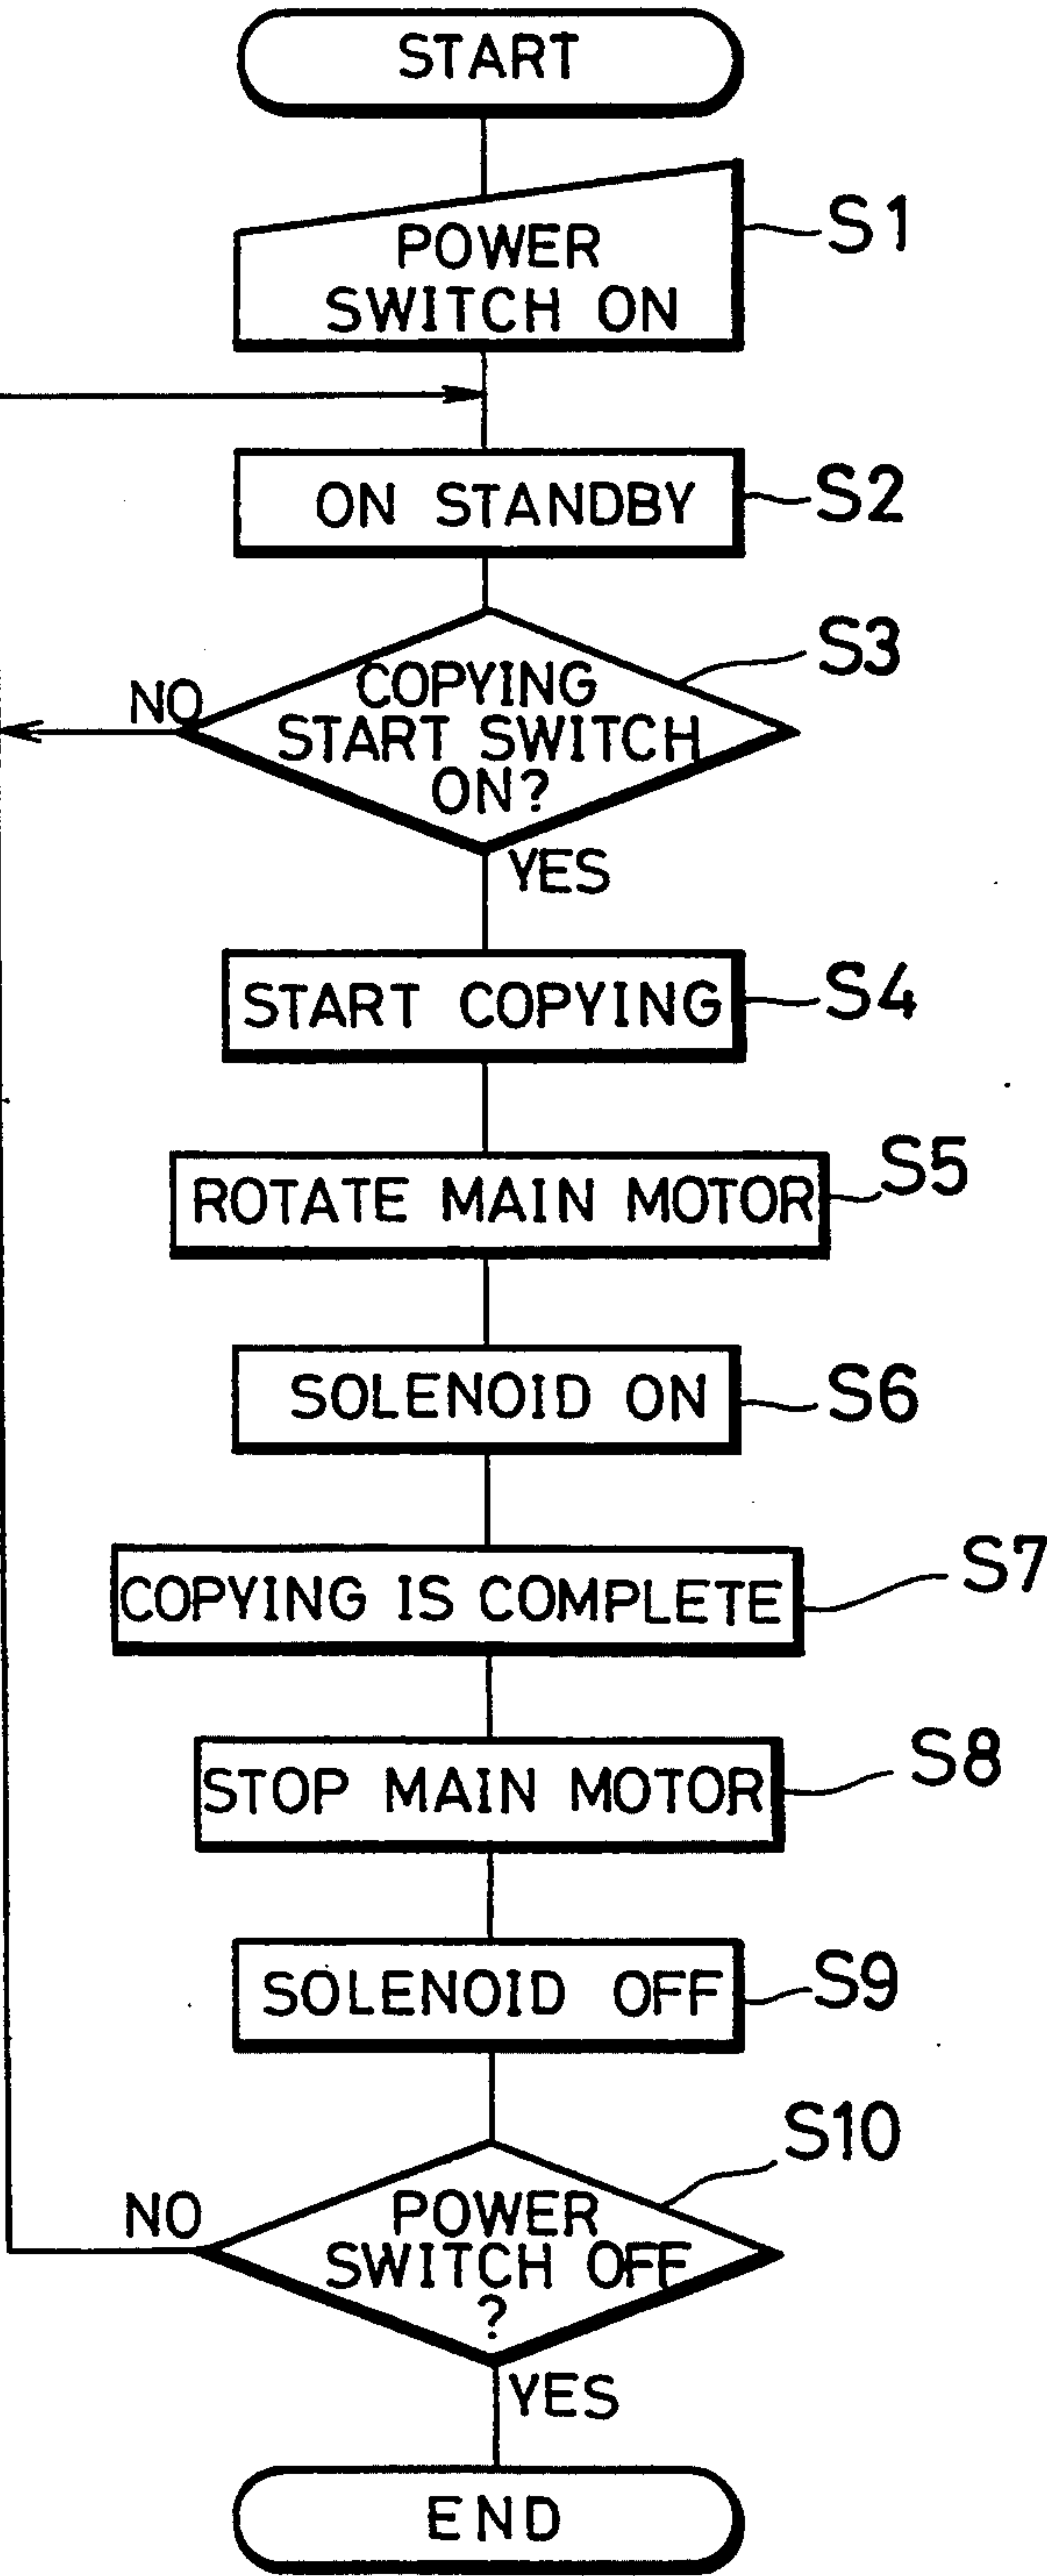 START
POWER
SWITCH ON
S1
ON STANDBY
S2
COPYING
START SWITCH
ON?
S3
NO
YES
START COPYING
S4
ROTATE MAIN MOTOR
S5
SOLENOID ON
S6
COPYING IS COMPLETE
S7
STOP MAIN MOTOR
S8
SOLENOID OFF
S9
POWER
SWITCH OFF
?
S10
NO
YES
END